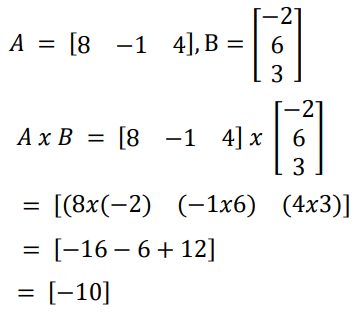 A = [8 −1 4], B = [−2 6 3]
A x B = [8 −1 4] x [−2 6 3]
= [(8x(−2) (−1x6) (4x3)]
= [−16 − 6 + 12]
= [−10]